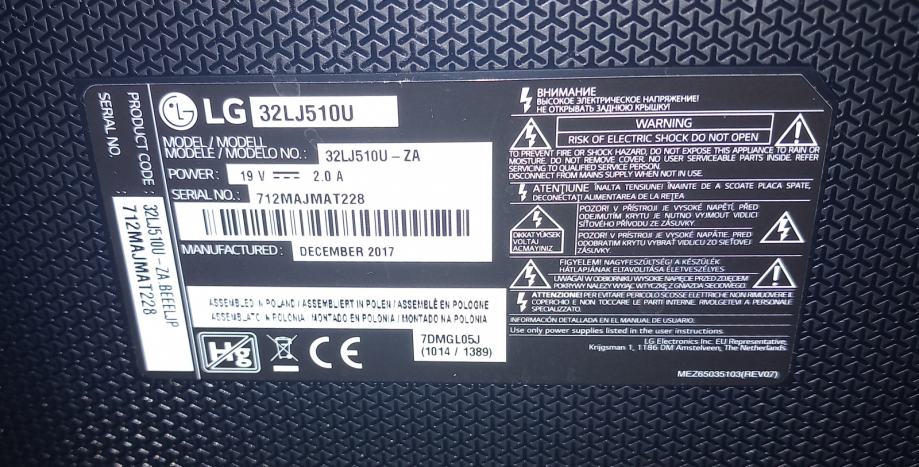 LG 32LJ510U
MODEL / MODELL
MODÈLE / MODELO NO. : 32LJ510U – ZA
POWER : 19 V 2.0 A
SERIAL NO. : 712MAJMAT228
MANUFACTURED : DECEMBER 2017
ASSEMBLED IN POLAND / ASSEMBLIERT IN POLEN / ASSEMBLÉ EN POLOGNE
ASSEMBLATO IN POLONIA / MONTADO EN POLONIA / MONTADO NA POLÓNIA
Hg
CE
7DMGL05J
(1014 / 1389)
PRODUCT CODE : 32LJ510U – ZA.BEEELJP
SERIAL NO. : 712MAJMAT228
ВНИМАНИЕ
ВЫСОКОЕ ЭЛЕКТРИЧЕСКОЕ НАПРЯЖЕНИЕ!
НЕ ОТКРЫВАТЬ ЗАДНЮЮ КРЫШКУ!
WARNING
RISK OF ELECTRIC SHOCK DO NOT OPEN
TO PREVENT FIRE OR SHOCK HAZARD, DO NOT EXPOSE THIS APPLIANCE TO RAIN OR
MOISTURE. DO NOT REMOVE COVER. NO USER SERVICEABLE PARTS INSIDE. REFER
SERVICING TO QUALIFIED SERVICE PERSON.
DISCONNECT FROM MAINS SUPPLY WHEN NOT IN USE.
ATENȚIUNE ÎNALTA TENSIUNE! ÎNAINTE DE A SCOATE PLACA SPATE,
DECONECTAȚI ALIMENTAREA DE LA REȚEA
DIKKAT YÜKSEK
VOLTAJ
AÇMAYINIZ
POZOR! V PŘÍSTROJI JE VYSOKÉ NAPĚTÍ, PŘED
ODEJMUTÍM KRYTU JE NUTNO VYJMOUT VIDLICI
SÍŤOVÉHO PŘÍVODU ZE ZÁSUVKY.
POZOR! V PRÍSTROJI JE VYSOKÉ NAPÄTIE. PRED
ODOBRATÍM KRYTU VYBRAŤ VIDLICU ZO SIEŤOVEJ
ZÁSUVKY.
FIGYELEM! NAGYFESZÜLTSÉG! A KÉSZÜLÉK
HÁTLAPJÁNAK ELTÁVOLÍTÁSA ÉLETVESZÉLYES
UWAGA! W ODBIORNIKU WYSOKIE NAPIĘCIE PRZED ZDJĘCIEM
POKRYWY NALEŻY WYJĄĆ WTYCZKĘ Z GNIAZDA SIECIOWEGO.
ATTENZIONE! PER EVITARE PERICOLO SCOSSE ELETTRICHE NON RIMUOVERE IL
COPERCHIO E NON TOCCARE LE PARTI INTERNE. RIVOLGETEVI A PERSONALE
SPECIALIZZATO.
INFORMACIÓN DETALLADA EN EL MANUAL DE USUARIO.
Use only power supplies listed in the user instructions.
LG Electronics Inc. EU Representative,
Krijgsman 1, 1186 DM Amstelveen, The Netherlands
MEZ65035103(REV07)